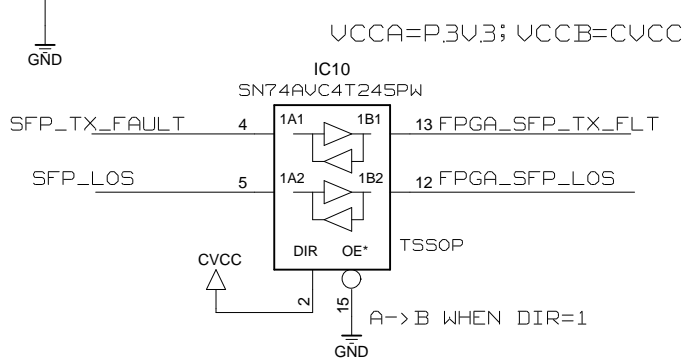 VCCA=P3V3; VCCB=CVCC
GND
IC10
SN74AVC4T245PW
SFP_TX_FAULT 4 1A1 1B1 13 FPGA_SFP_TX_FLT
SFP_LOS 5 1A2 1B2 12 FPGA_SFP_LOS
DIR OE* TSSOP
CVCC
2 15
A->B WHEN DIR=1
GND